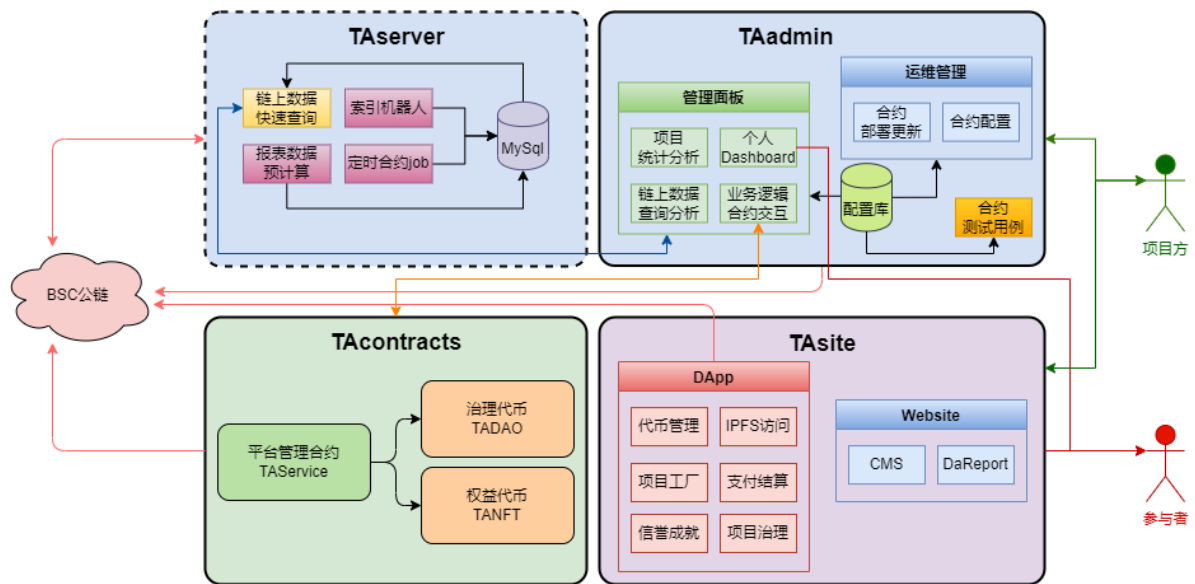 TAserver
链上数据
快速查询
索引机器人
报表数据
预计算
定时合约job
MySql
TAadmin
管理面板
项目
统计分析
个人
Dashboard
链上数据
查询分析
业务逻辑
合约交互
运维管理
合约
部署更新
合约配置
配置库
合约
测试用例
项目方
BSC公链
TAcontracts
平台管理合约
TAService
治理代币
TADAO
权益代币
TANFT
TAsite
DApp
代币管理
IPFS访问
项目工厂
支付结算
信誉成就
项目治理
Website
CMS
DaReport
参与者